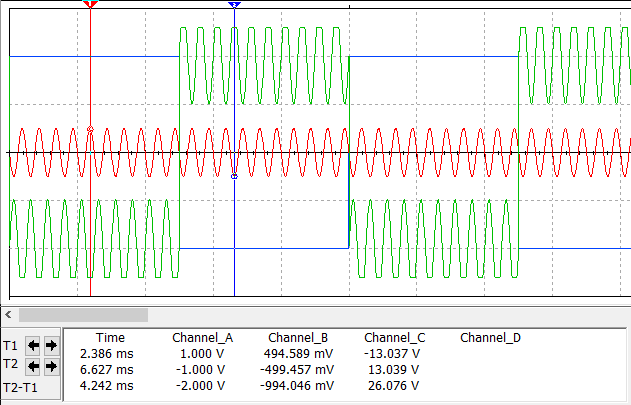 Time Channel_A Channel_B Channel_C Channel_D
T1 2.386 ms 1.000 V 494.589 mV -13.037 V
T2 6.627 ms -1.000 V -499.457 mV 13.039 V
T2-T1 4.242 ms -2.000 V -994.046 mV 26.076 V